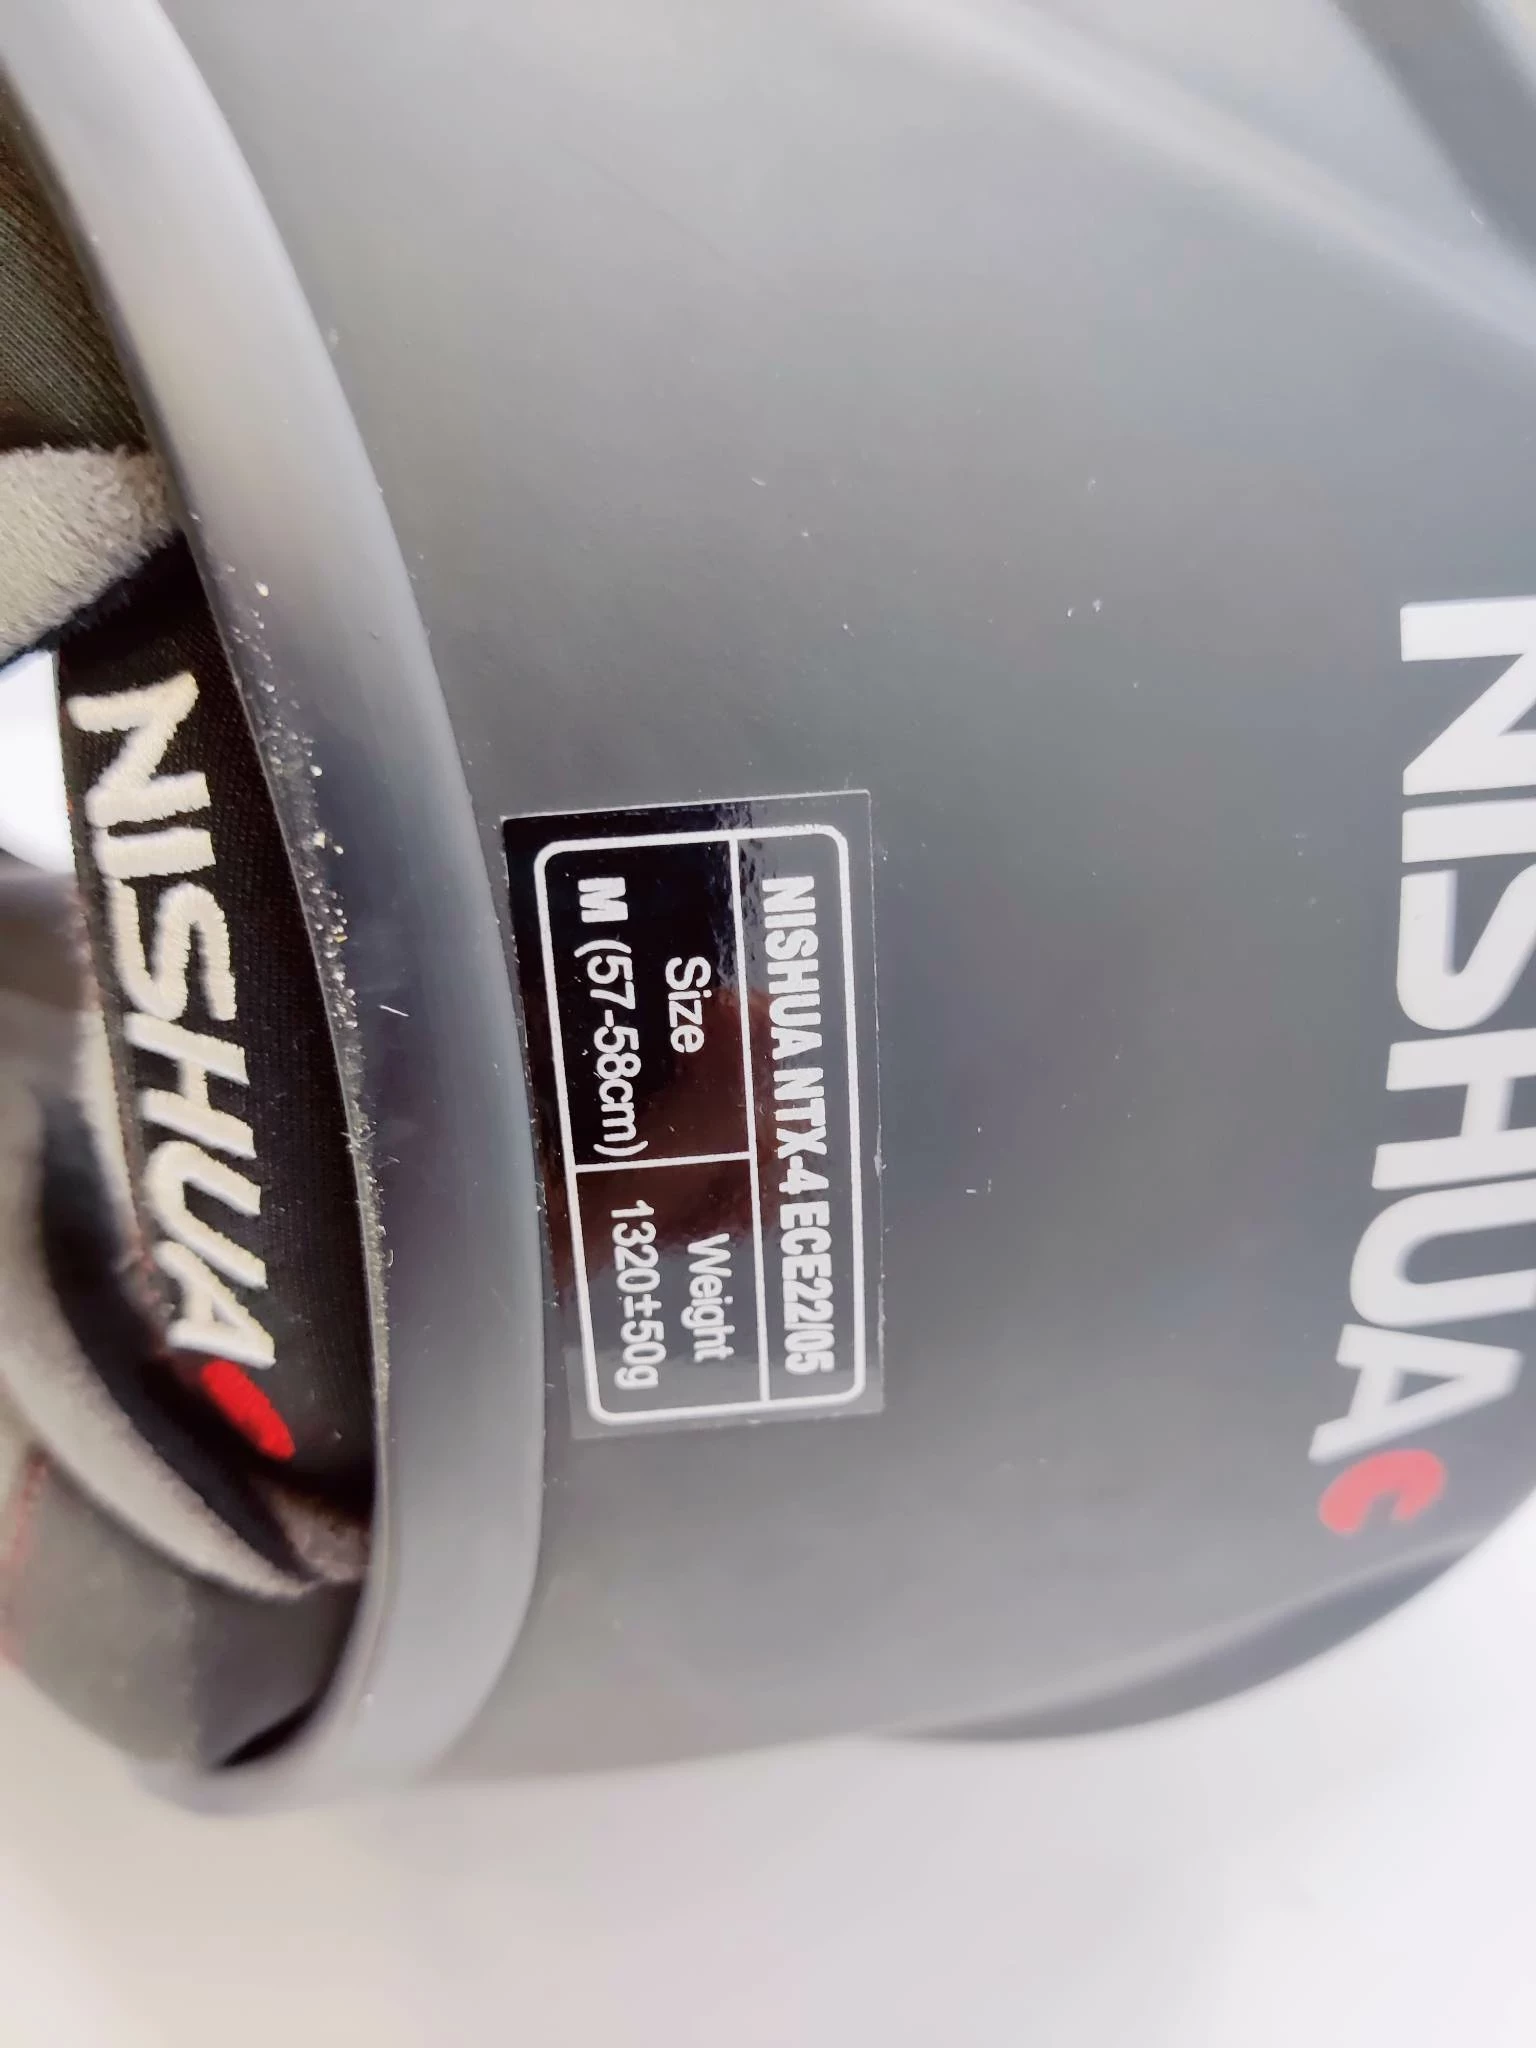 NISHUA
NISHUA NTX-4 ECE22/05
Size
Weight
M (57-58cm)
1320±50g
NISHUA